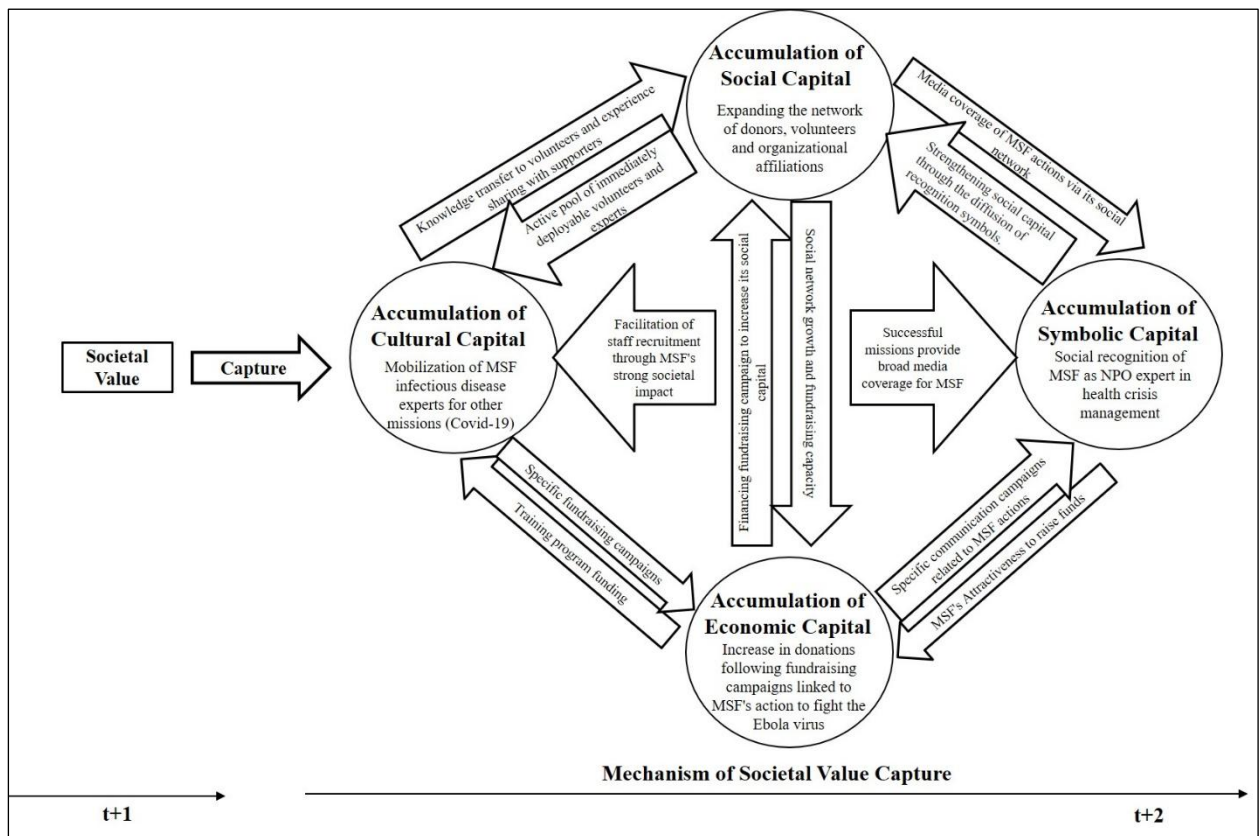 Accumulation of
Social Capital
Expanding the network
of donors, volunteers
and organizational
affiliations
Knowledge transfer to volunteers and experience
sharing with supporters
Active pool of immediately
deployable volunteers and
experts
Media coverage of MSF actions via its social
network
Strengthening social capital
through the diffusion of
recognition symbols.
Societal
Value
Capture
Accumulation of
Cultural Capital
Mobilization of MSF
infectious disease
experts for other
missions (Covid-19)
Facilitation of
staff recruitment
through MSF's
strong societal
impact
Financing fundraising campaign to increase its social
capital
Social network growth and fundraising capacity
Successful
missions provide
broad media
coverage for MSF
Accumulation of
Symbolic Capital
Social recognition of
MSF as NPO expert in
health crisis
management
Specific fundraising campaigns
Training program funding
Specific communication campaigns
related to MSF actions
MSF's Attractiveness to raise funds
Accumulation of
Economic Capital
Increase in donations
following fundraising
campaigns linked to
MSF's action to fight the
Ebola virus
Mechanism of Societal Value Capture
t+1
t+2